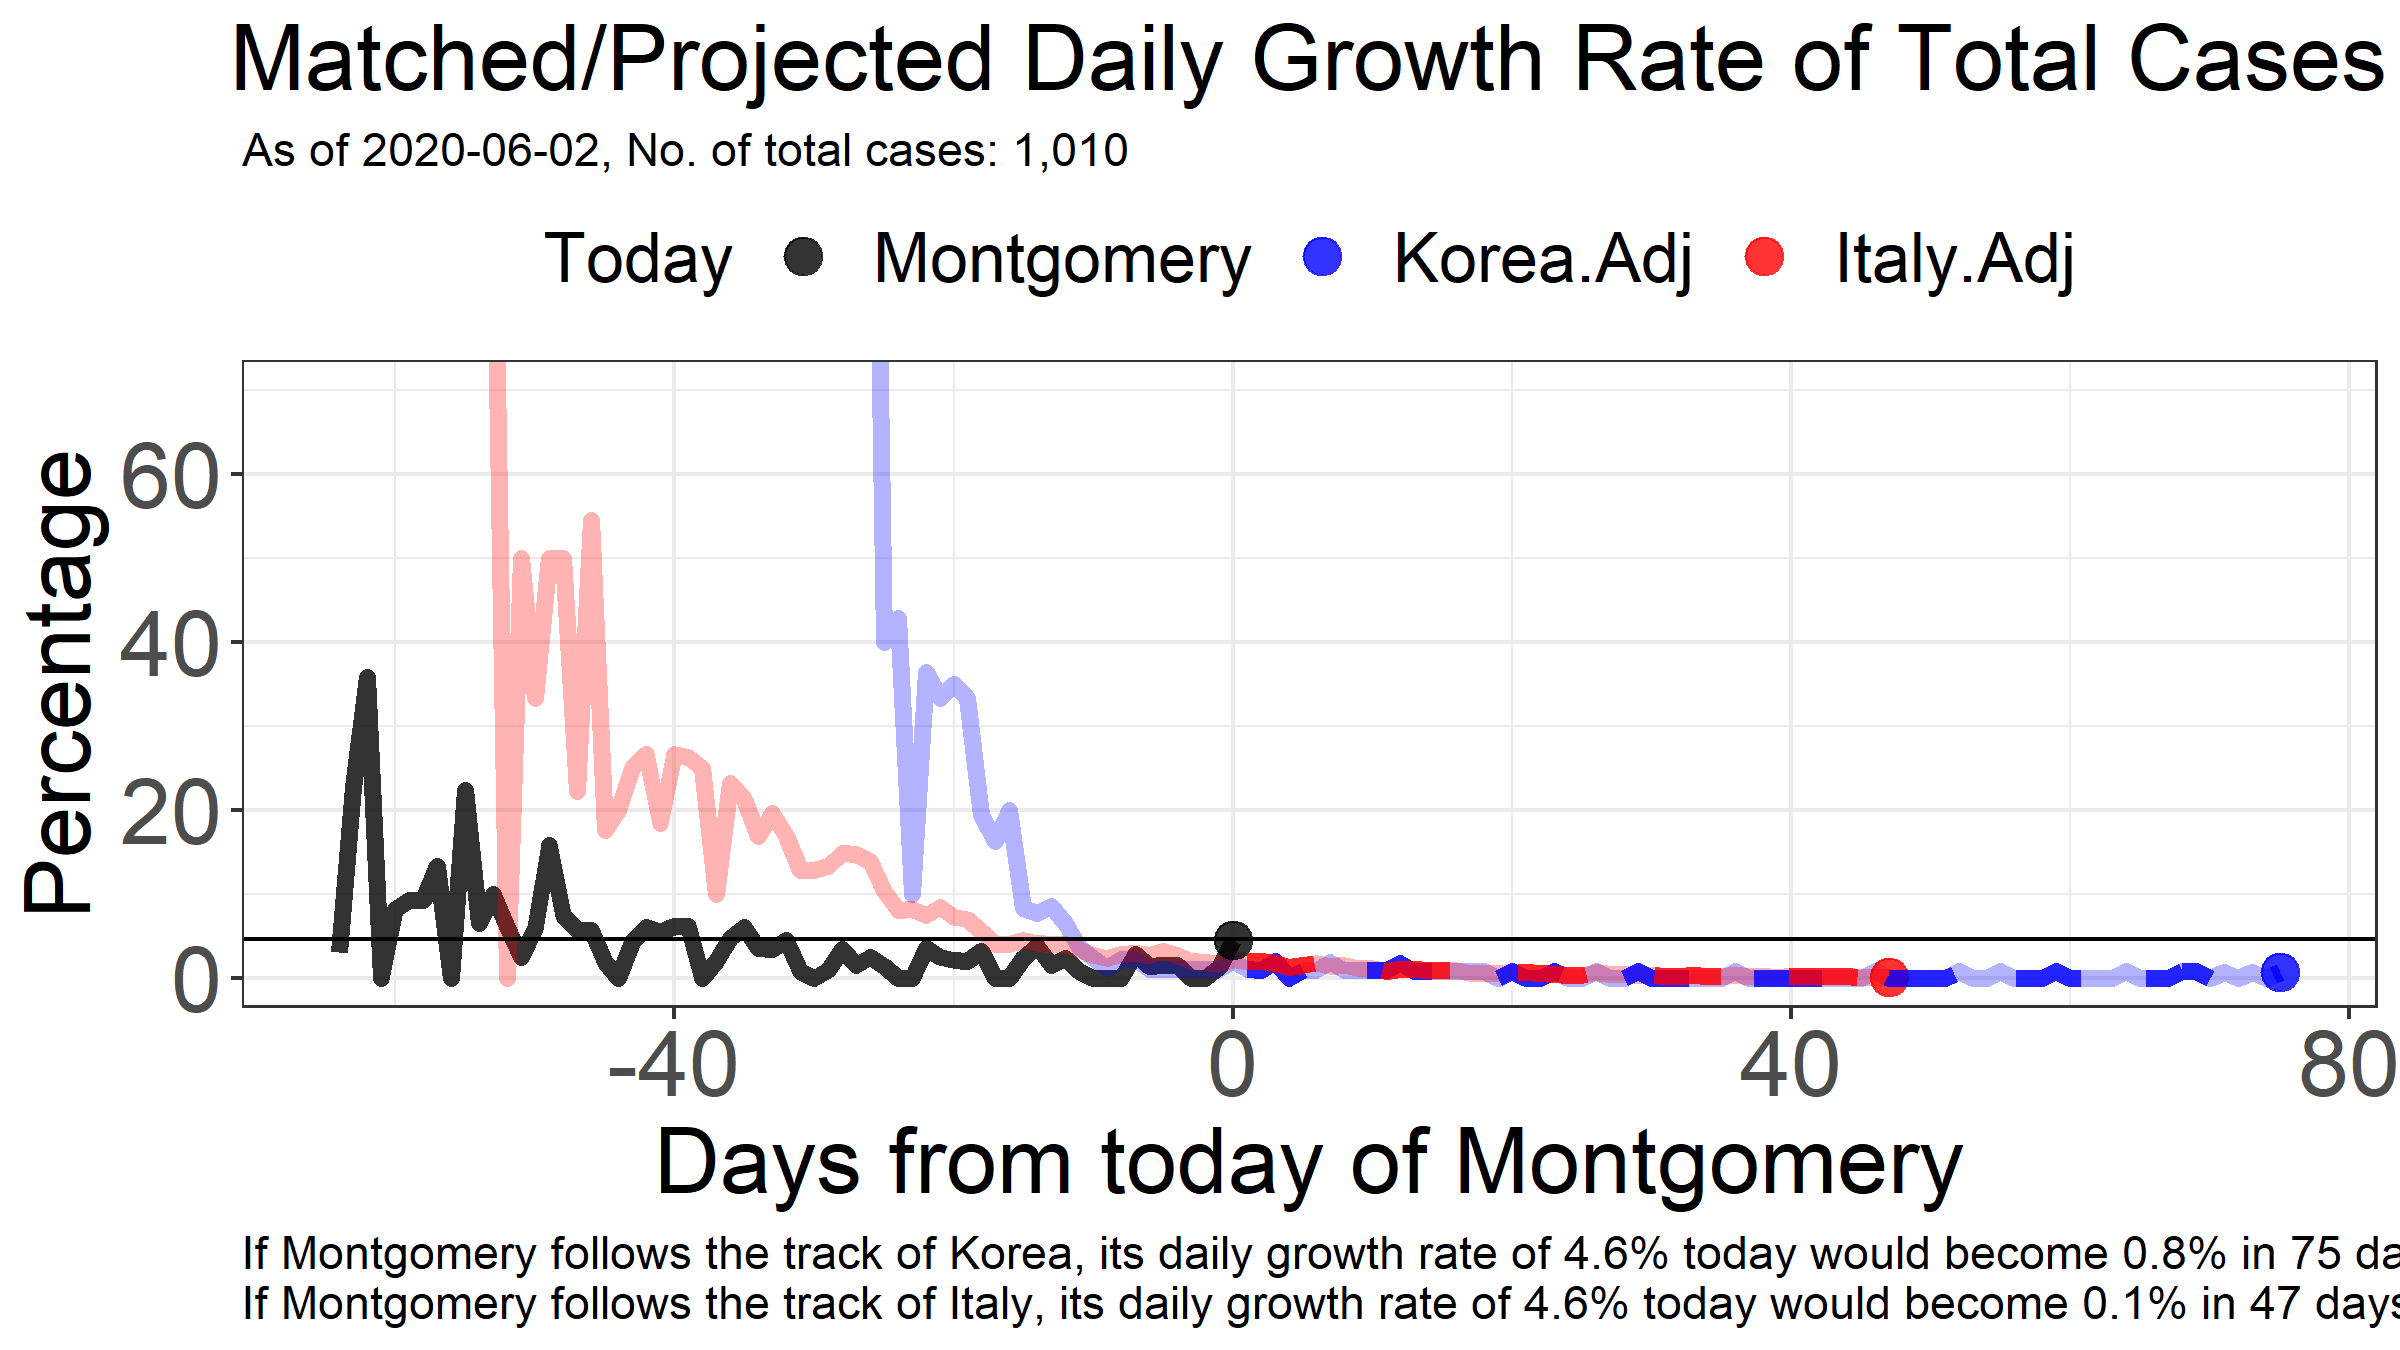 Matched/Projected Daily Growth Rate of Total Cases
As of 2020-06-02, No. of total cases: 1,010
Today Montgomery Korea.Adj Italy.Adj
Percentage
60
40
20
0
-40 0 40 80
Days from today of Montgomery
If Montgomery follows the track of Korea, its daily growth rate of 4.6% today would become 0.8% in 75 da
If Montgomery follows the track of Italy, its daily growth rate of 4.6% today would become 0.1% in 47 days